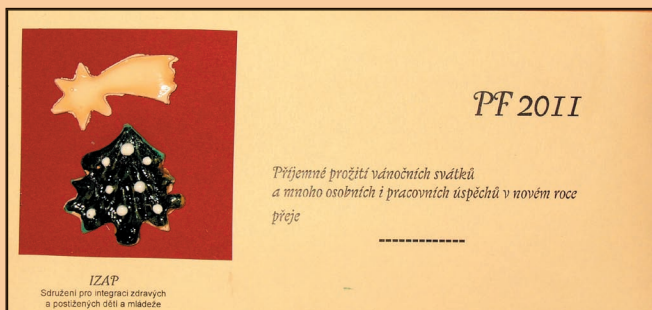 PF 2011
Příjemné prožití vánočních svátků
a mnoho osobních i pracovních úspěchů v novém roce
přeje
IZAP
Sdružení pro integraci zdravých
a postižených dětí a mládeže